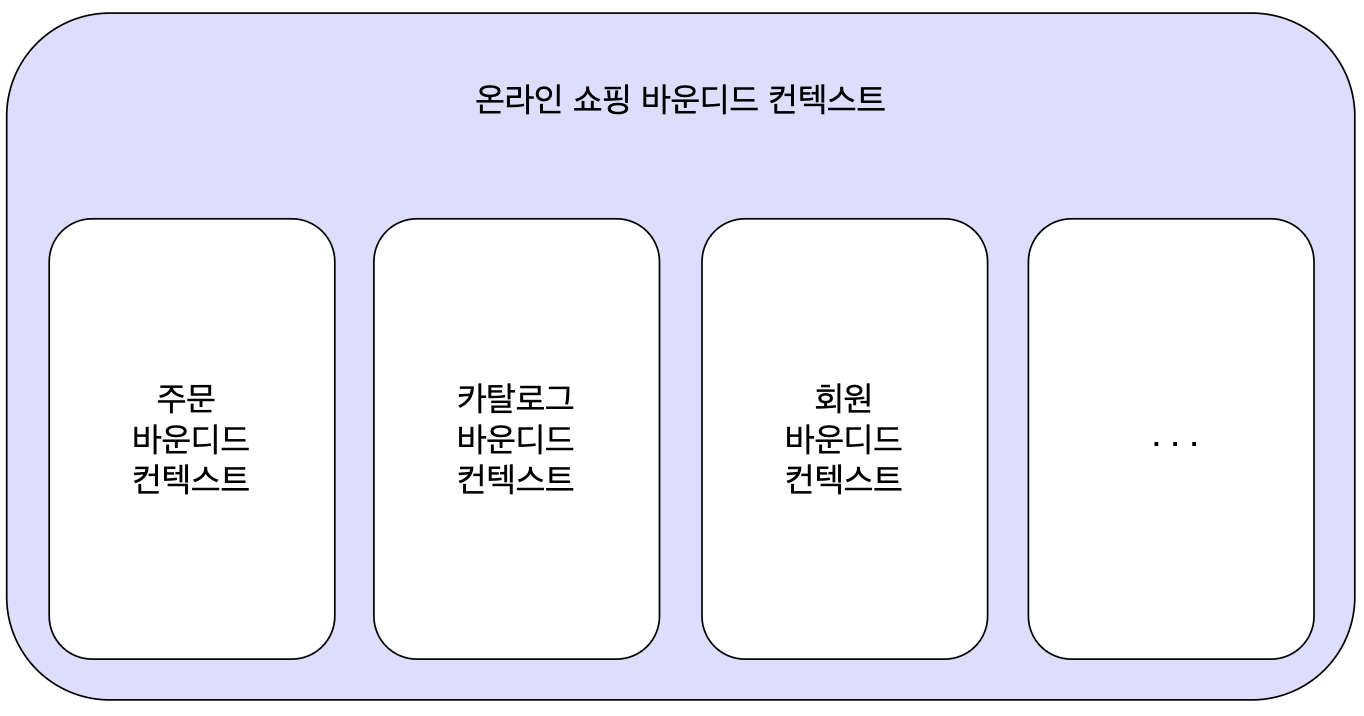 온라인 쇼핑 바운디드 컨텍스트
주문
바운디드
컨텍스트
카탈로그
바운디드
컨텍스트
회원
바운디드
컨텍스트
. . .